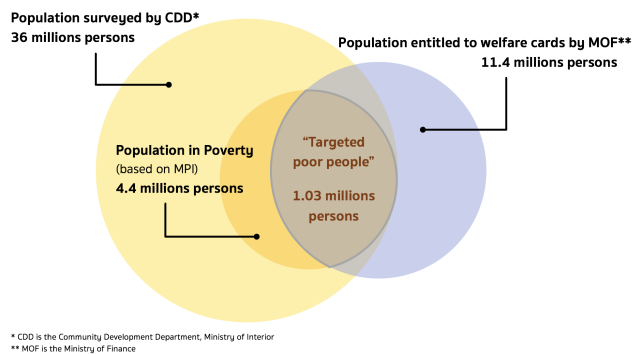 Population surveyed by CDD*
36 millions persons
Population entitled to welfare cards by MOF**
11.4 millions persons
Population in Poverty
(based on MPI)
4.4 millions persons
“Targeted
poor people”
1.03 millions
persons
* CDD is the Community Development Department, Ministry of Interior
** MOF is the Ministry of Finance